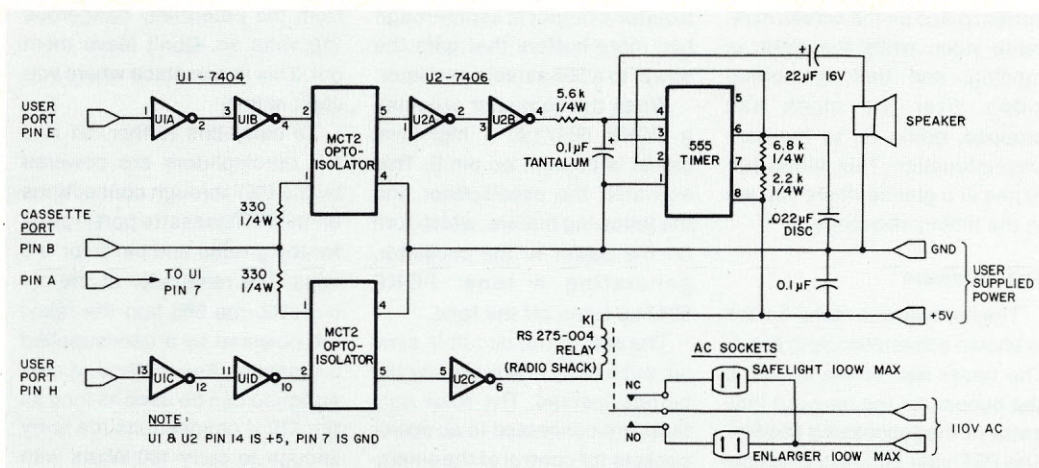 U1 - 7404
U2 - 7406
22µF 16V
+
SPEAKER
USER PORT PIN E
1
U1A
2
3
U1B
4
1
2
MCT2 OPTO-ISOLATOR
5
4
1
U2A
2
3
U2B
4
5.6k 1/4W
0.1µF TANTALUM
+
4
3
2
1
555 TIMER
6
7
8
6.8k 1/4W
2.2k 1/4W
.022µF DISC
330 1/4W
CASSETTE PORT
PIN B
PIN A
TO U1 PIN 7
330 1/4W
GND
0.1µF
+5V
USER SUPPLIED POWER
MCT2 OPTO-ISOLATOR
1
2
4
5
USER PORT PIN H
13
U1C
12
11
U1D
10
5
U2C
6
K1
RS 275-004 RELAY
(RADIO SHACK)
AC SOCKETS
NC
NO
SAFELIGHT 100W MAX
ENLARGER 100W MAX
110V AC
NOTE:
U1 & U2 PIN 14 IS +5, PIN 7 IS GND